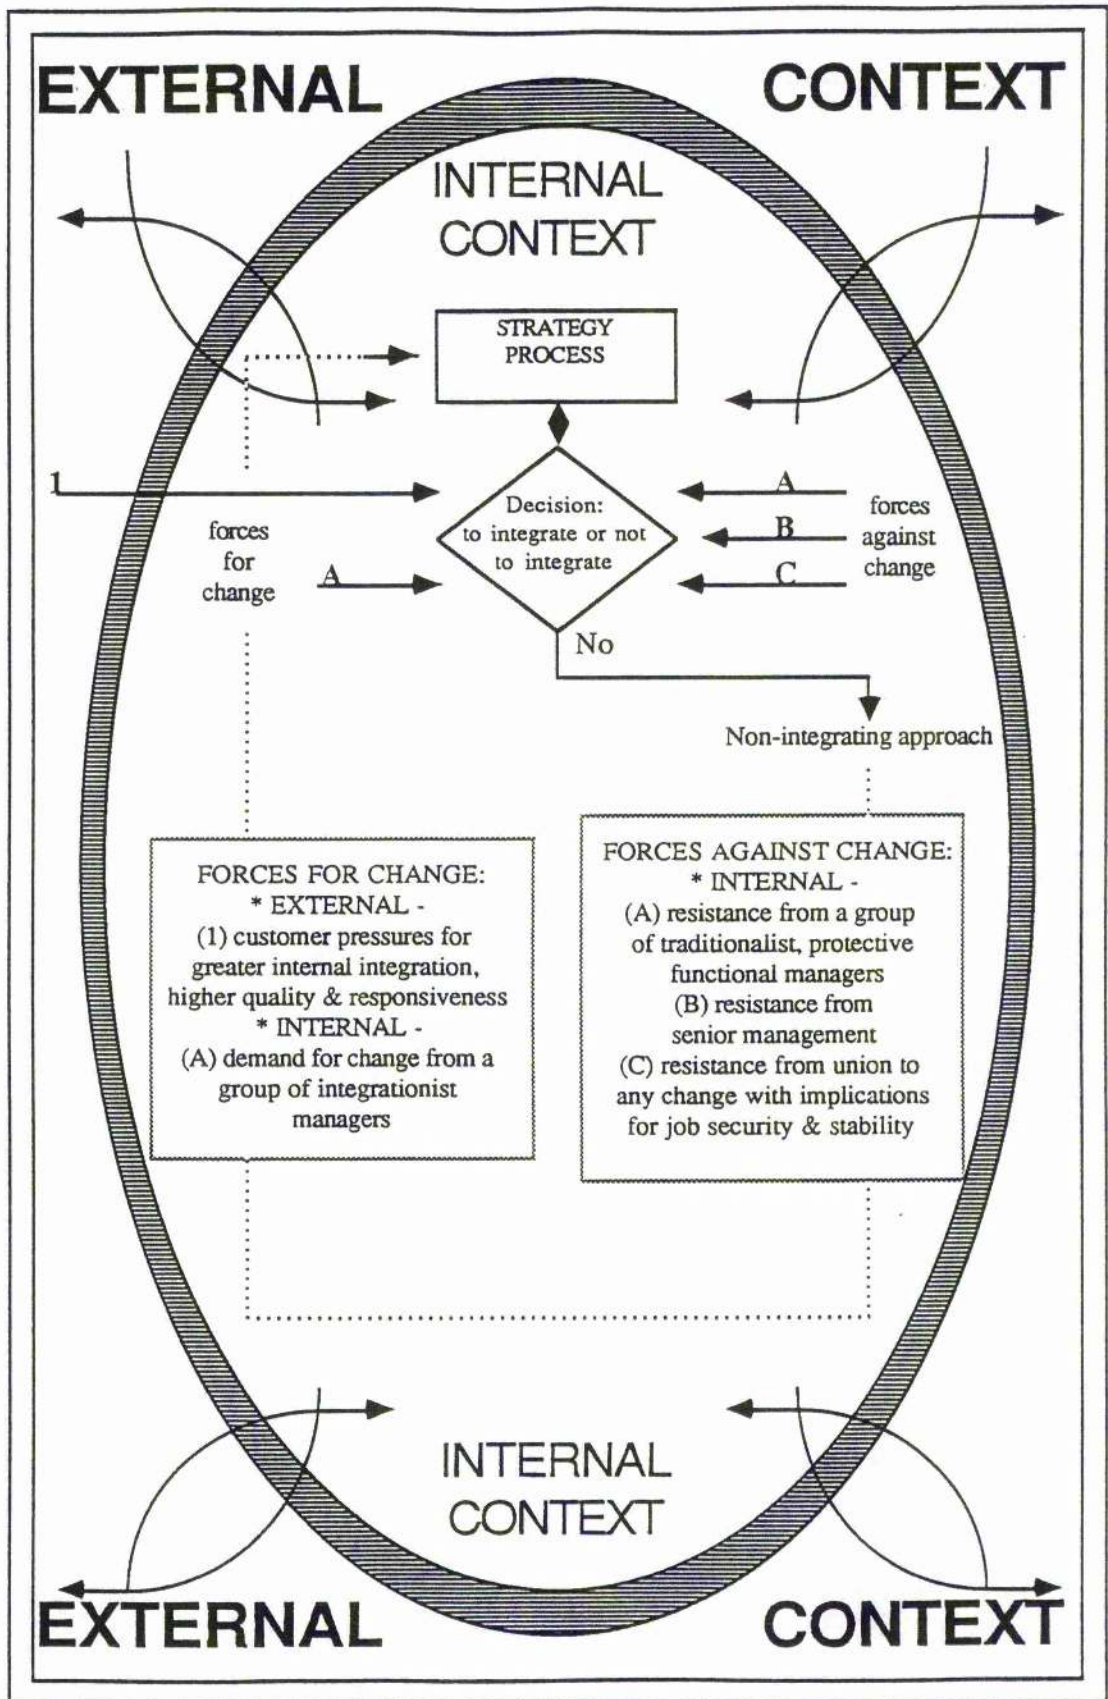 EXTERNAL CONTEXT
INTERNAL
CONTEXT
STRATEGY
PROCESS
1
A
Decision:
to integrate or not
to integrate
A
B
C
forces
for
change
forces
against
change
No
Non-integrating approach
FORCES FOR CHANGE:
* EXTERNAL -
(1) customer pressures for
greater internal integration,
higher quality & responsiveness
* INTERNAL -
(A) demand for change from a
group of integrationist
managers
FORCES AGAINST CHANGE:
* INTERNAL -
(A) resistance from a group
of traditionalist, protective
functional managers
(B) resistance from
senior management
(C) resistance from union to
any change with implications
for job security & stability
INTERNAL
CONTEXT
EXTERNAL CONTEXT